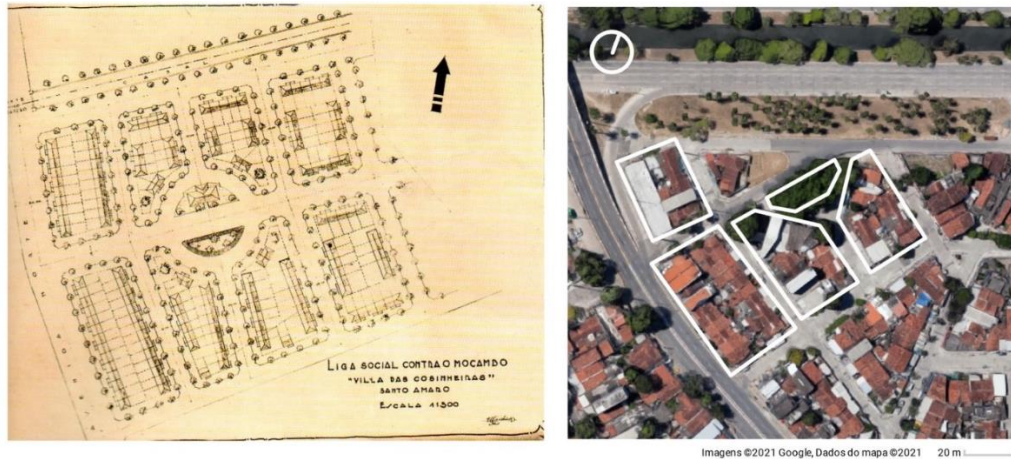 LIGA SOCIAL CONTRA O MOCAMBO
"VILLA DAS COSINHEIRAS"
SANTO AMARO
ESCALA 1:500
Imagens ©2021 Google, Dados do mapa ©2021 20 m